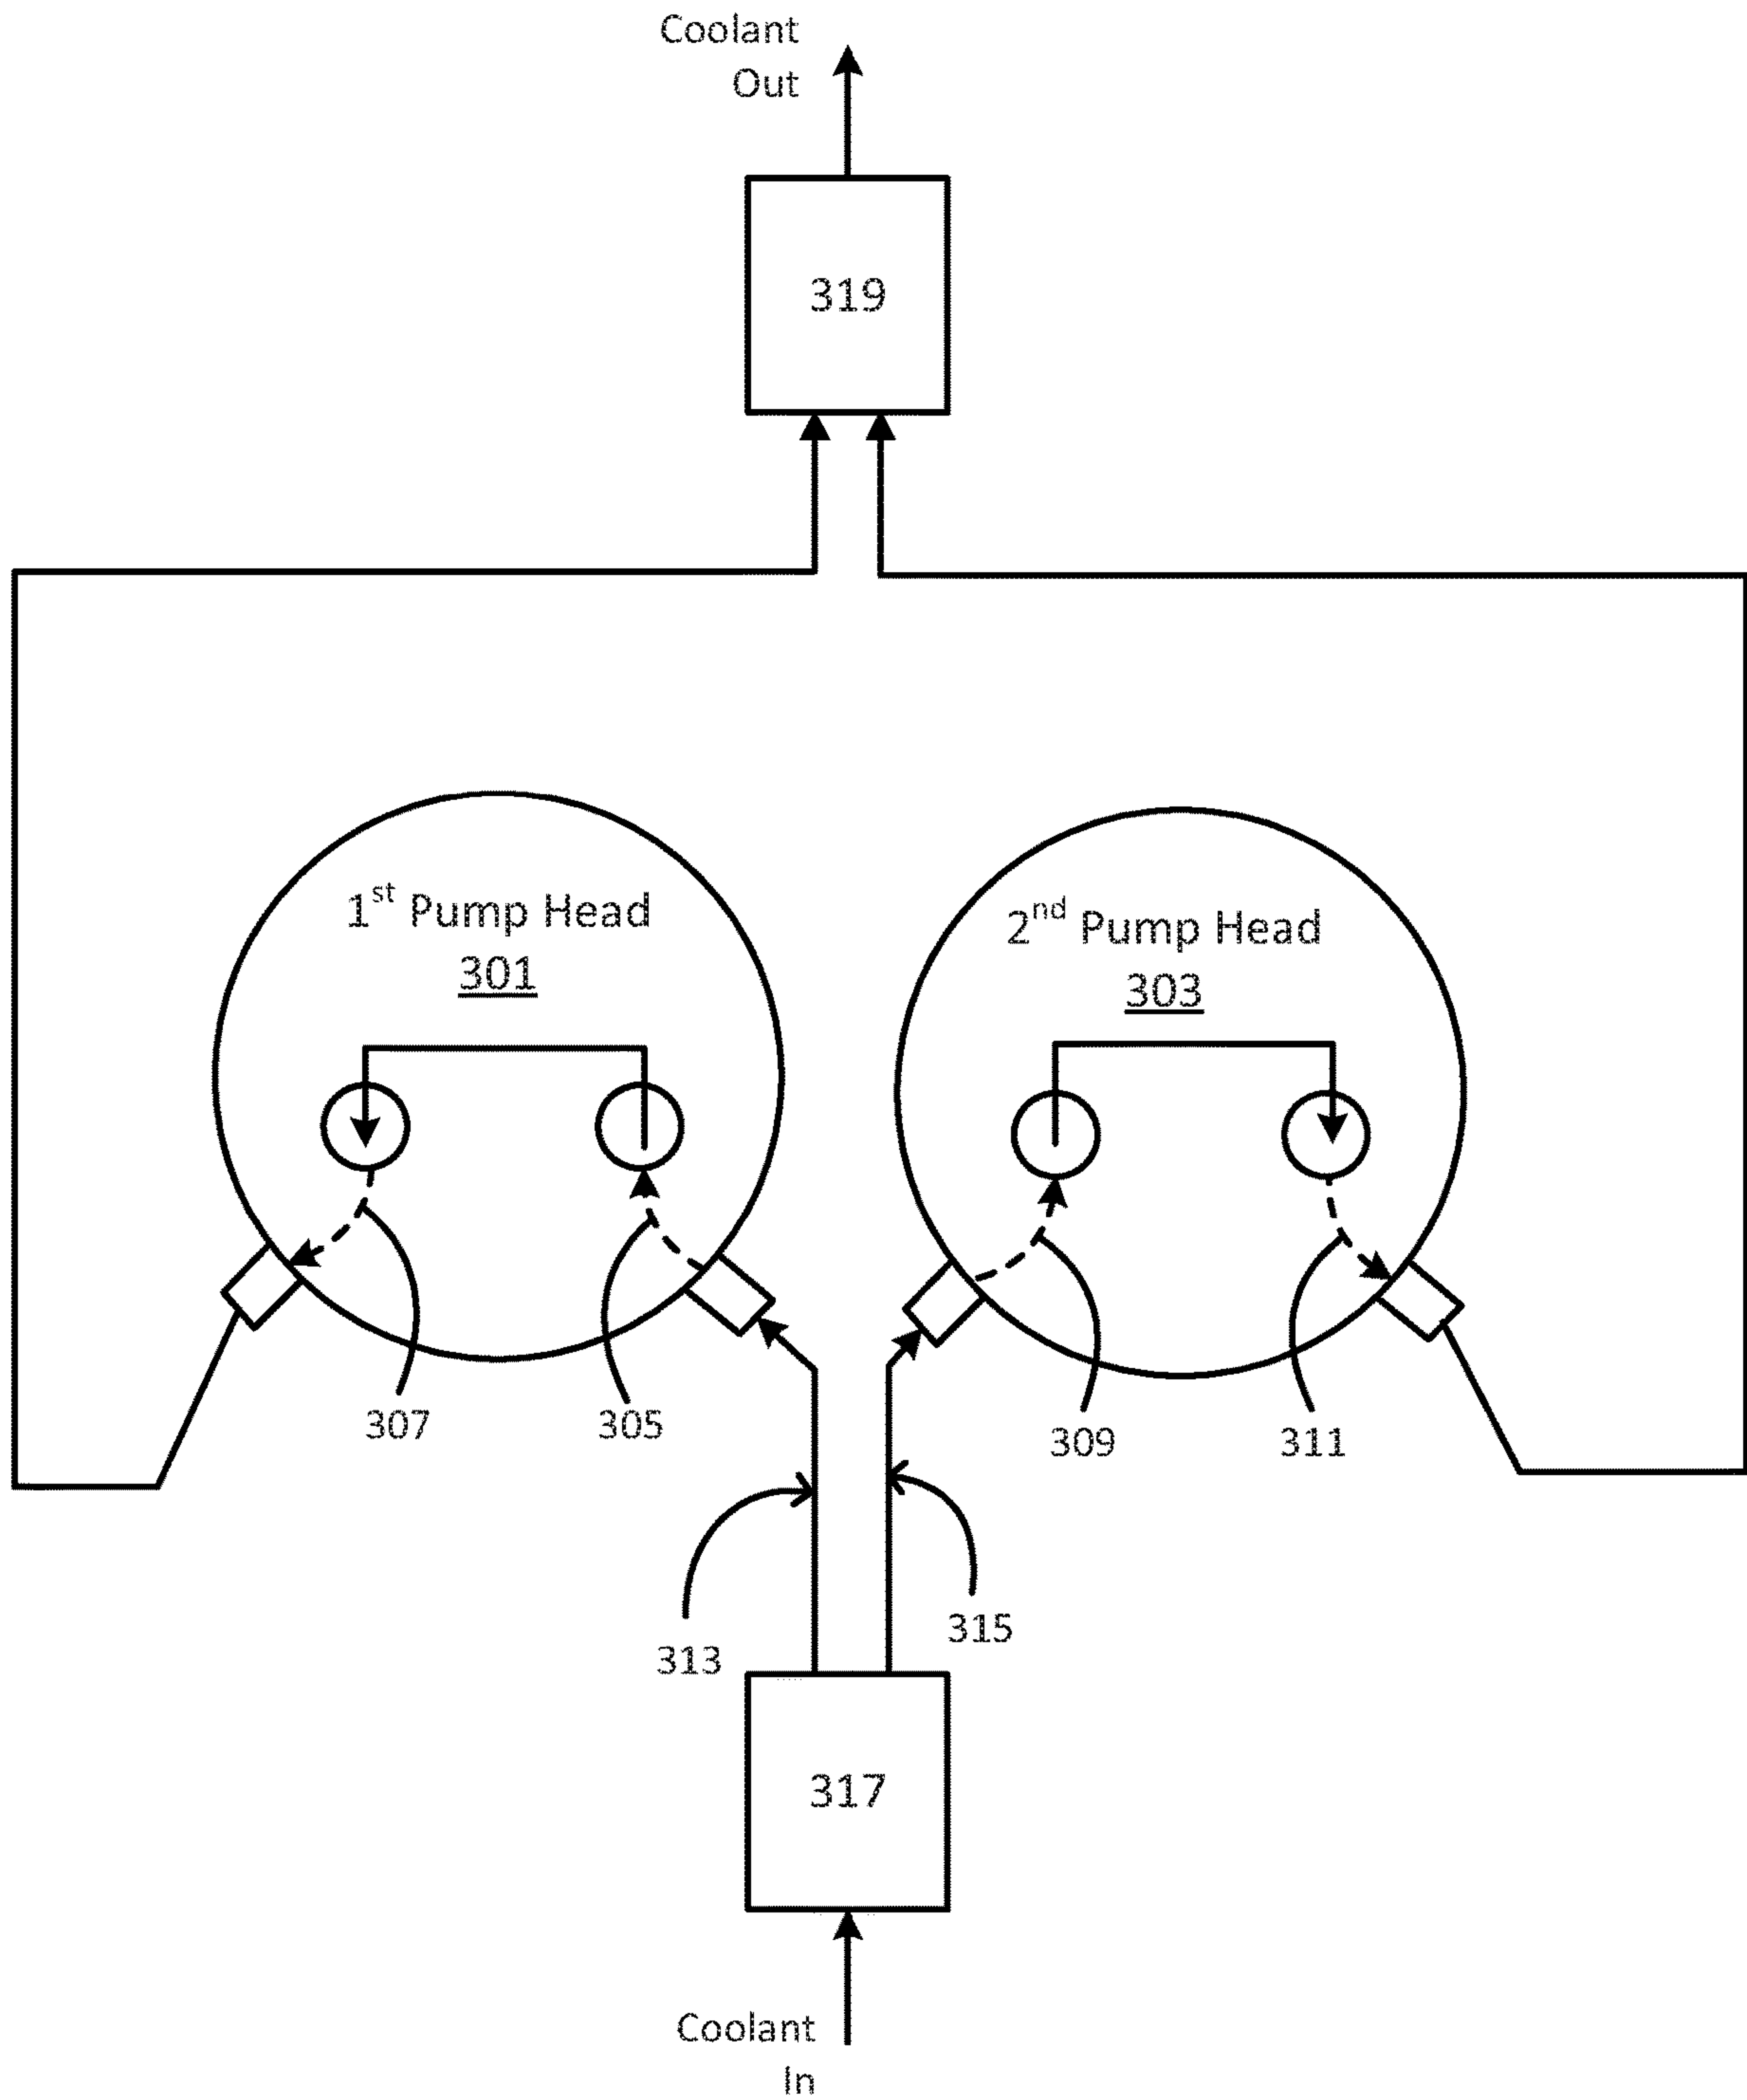 Coolant
Out
319
1st Pump Head
301
2nd Pump Head
303
307
305
309
311
313
315
317
Coolant
In